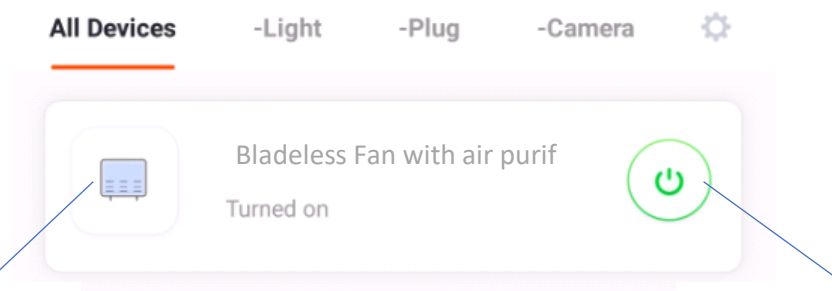 All Devices -Light -Plug -Camera
Bladeless Fan with air purif
Turned on